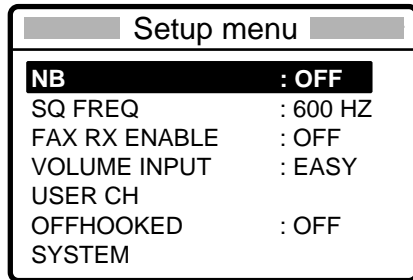 Setup menu
NB : OFF
SQ FREQ : 600 HZ
FAX RX ENABLE : OFF
VOLUME INPUT : EASY
USER CH
OFFHOOKED : OFF
SYSTEM